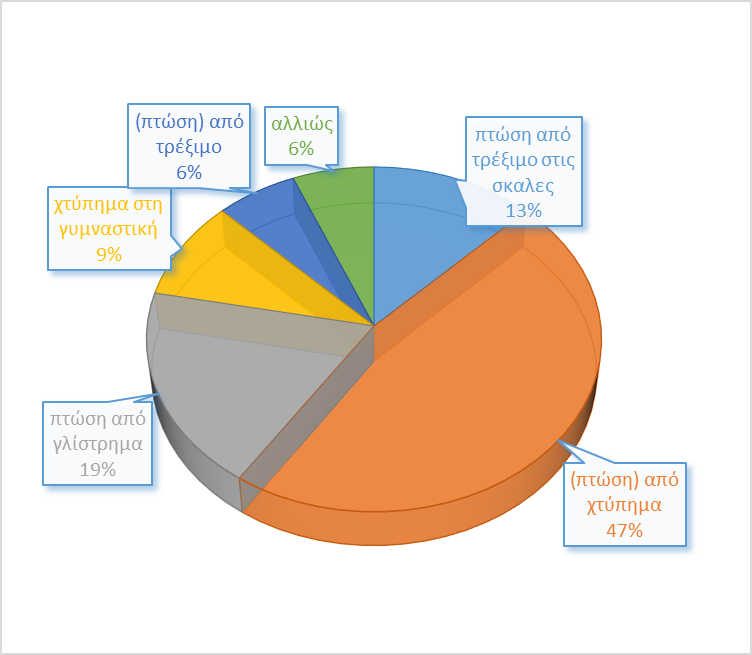 (πτώση) από
τρέξιμο
6%
αλλιώς
6%
πτώση από
τρέξιμο στις
σκαλες
13%
χτύπημα στη
γυμναστική
9%
πτώση από
γλίστρημα
19%
(πτώση) από
χτύπημα
47%